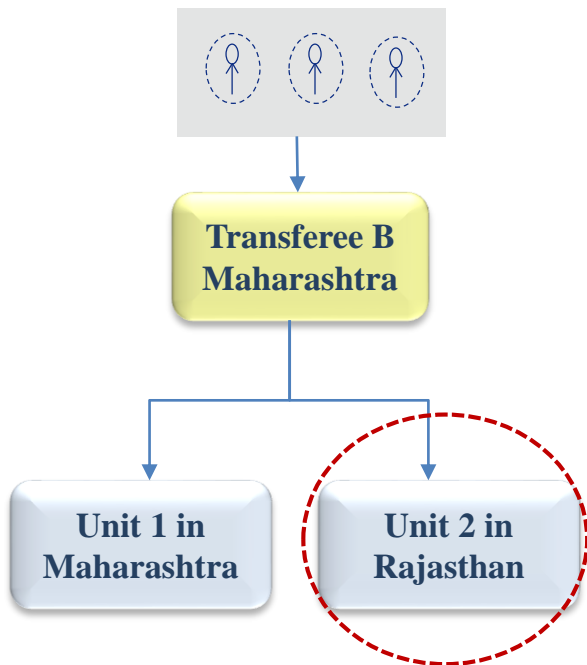 Transferee B
Maharashtra
Unit 1 in
Maharashtra
Unit 2 in
Rajasthan